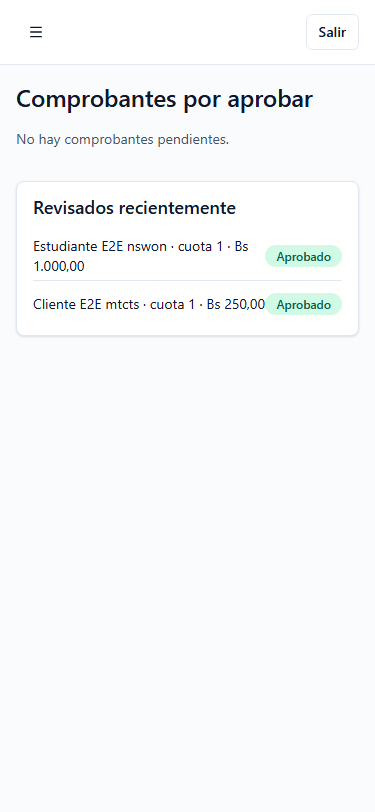 ☰
Salir
Comprobantes por aprobar
No hay comprobantes pendientes.
Revisados recientemente
Estudiante E2E nswon · cuota 1 · Bs
1.000,00
Aprobado
Cliente E2E mtcts · cuota 1 · Bs 250,00
Aprobado